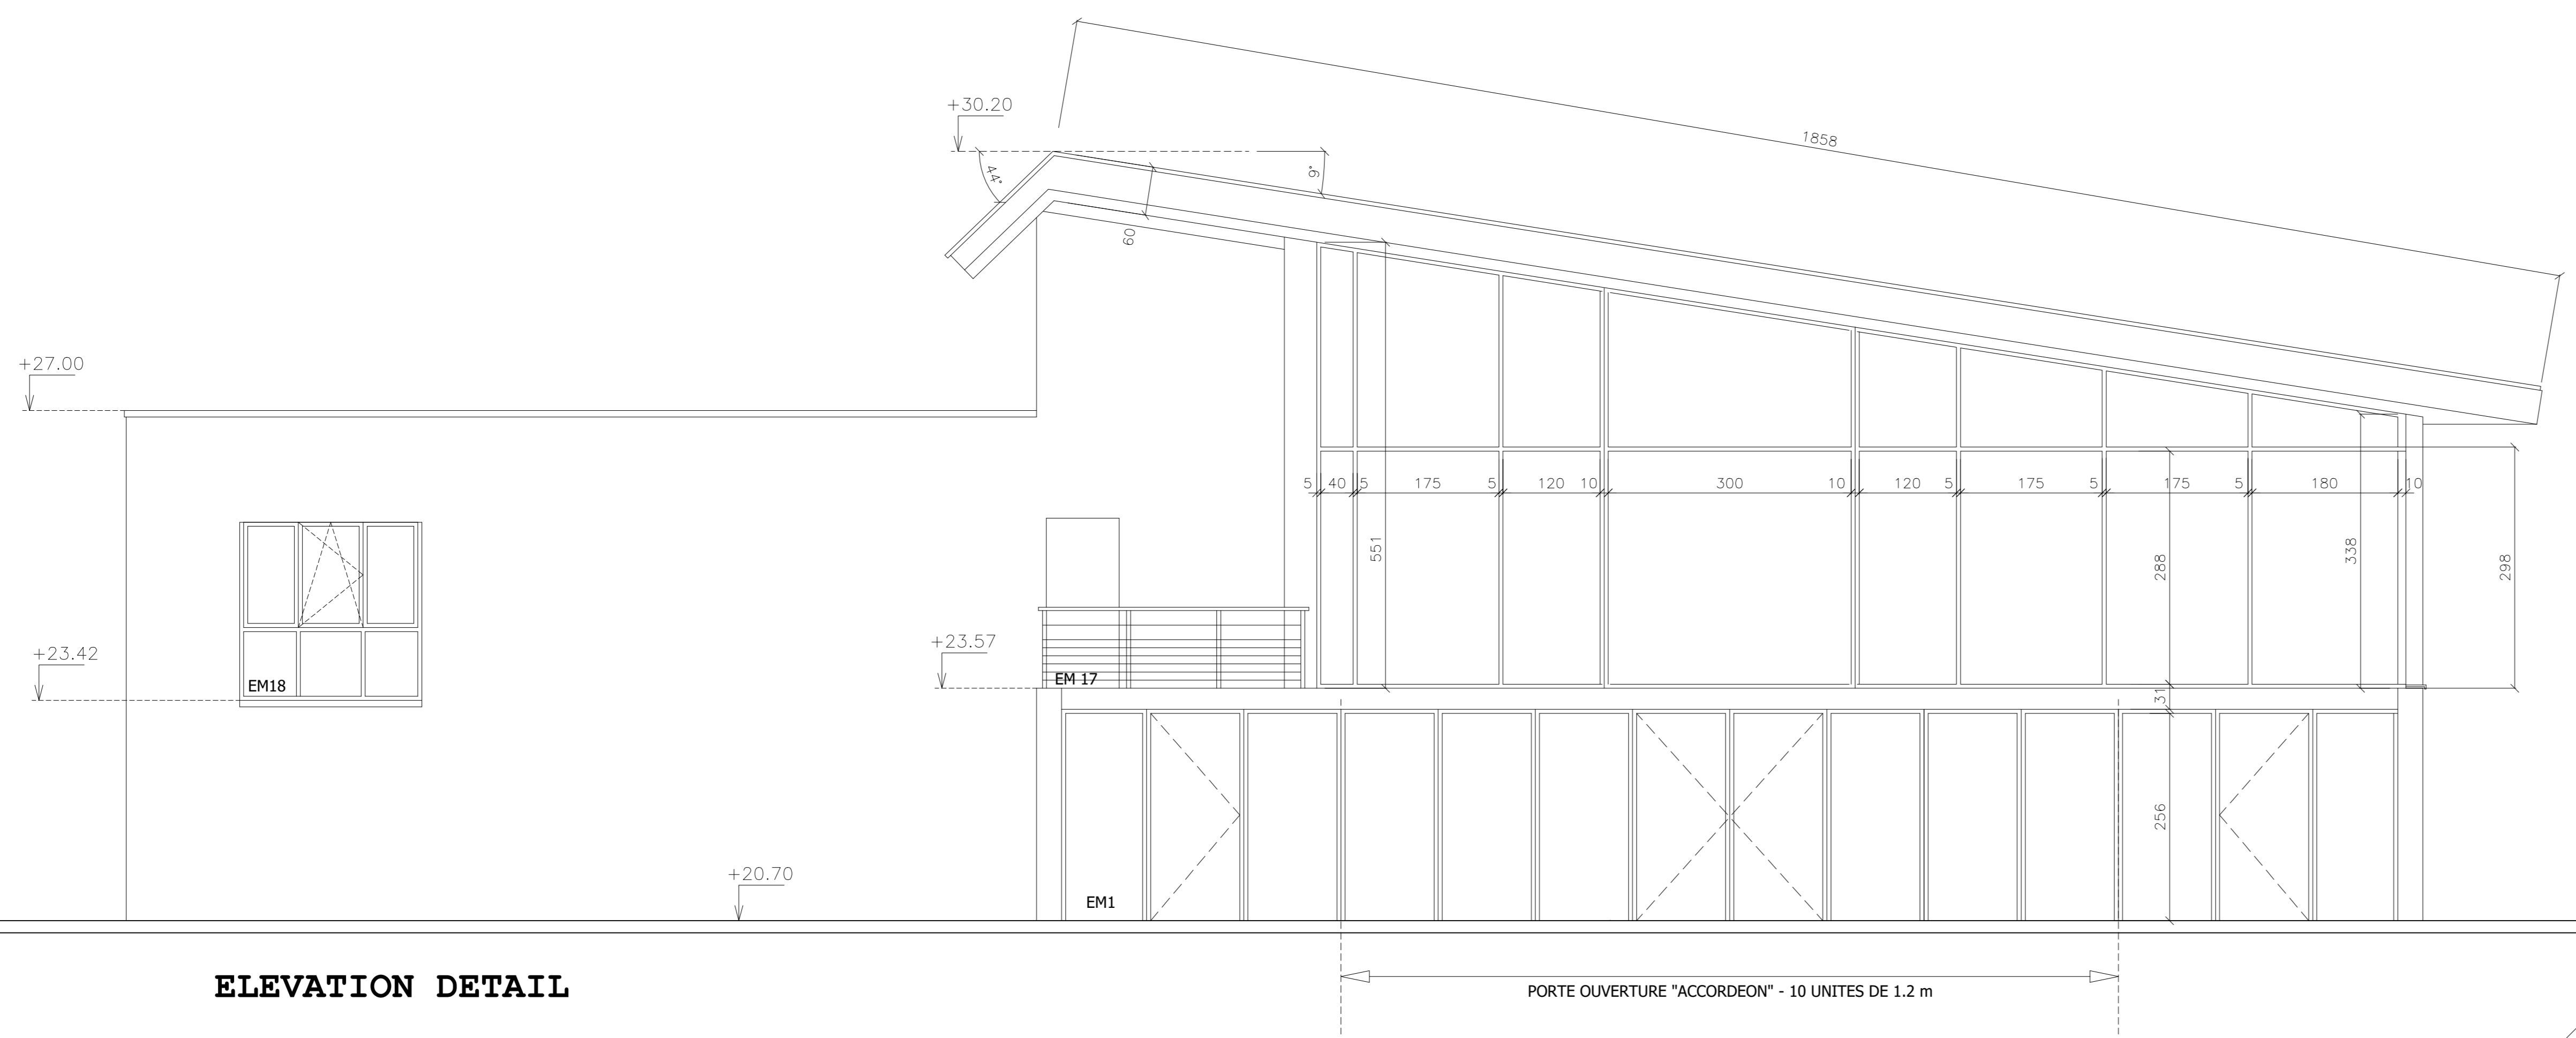 1858
+30.20
44°
9°
60
+27.00
5 40 5 175 5 120 10 300 10 120 5 175 5 175 5 180 10
551
288
338
298
+23.42
+23.57
EM18
EM 17
31
256
+20.70
EM1
ELEVATION DETAIL
PORTE OUVERTURE "ACCORDEON" - 10 UNITES DE 1.2 m